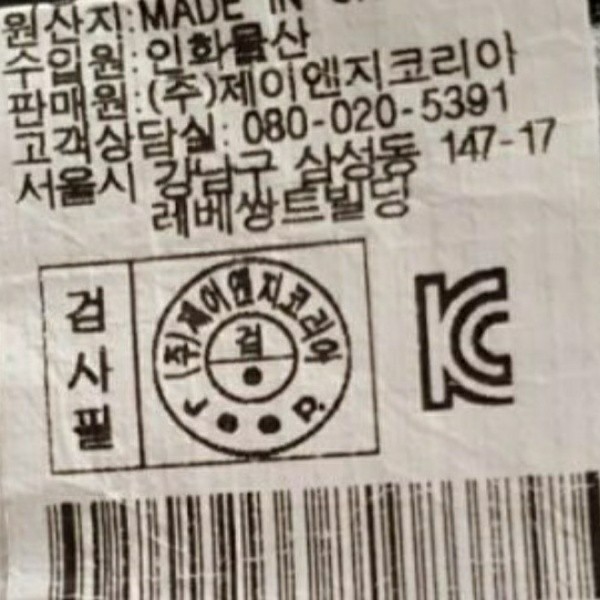 원산지:MADE IN
수입원:인화물산
판매원:(주)제이엔지코리아
고객상담실: 080-020-5391
서울시 강남구 삼성동 147-17
레베쌍트빌딩
검사필
(주)제이엔지코리아
검
J●●P.
KC